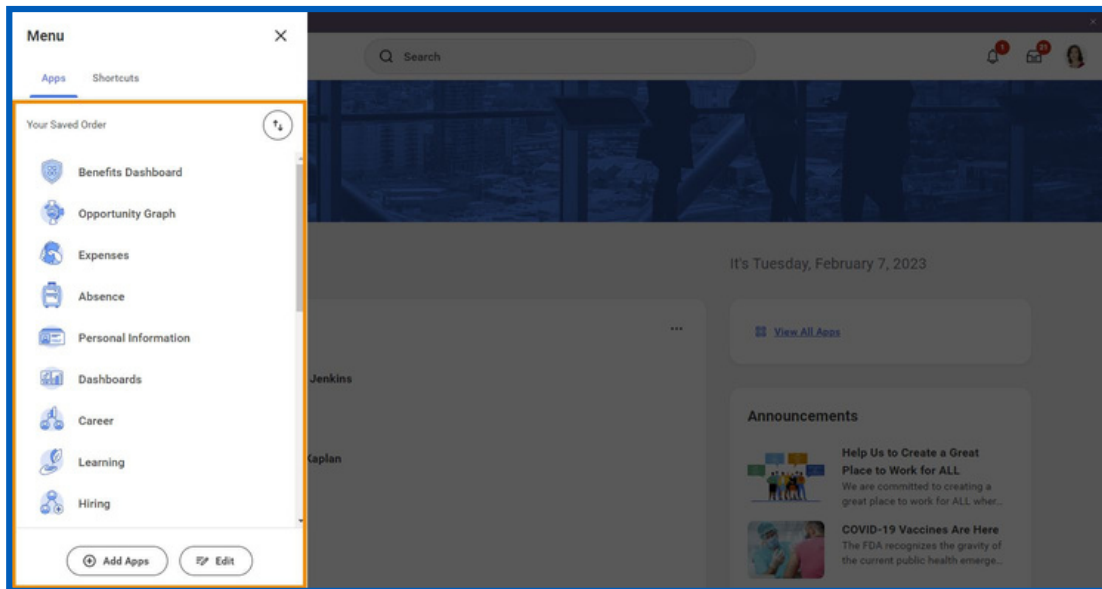 Menu
Search
1
21
Apps
Shortcuts
Your Saved Order
Benefits Dashboard
Opportunity Graph
Expenses
Absence
Personal Information
Dashboards
Career
Learning
Hiring
Add Apps
Edit
It's Tuesday, February 7, 2023
View All Apps
Jenkins
Kaplan
Announcements
Help Us to Create a Great
Place to Work for ALL
We are committed to creating a
great place to work for ALL wher...
COVID-19 Vaccines Are Here
The FDA recognizes the gravity of
the current public health emerge...